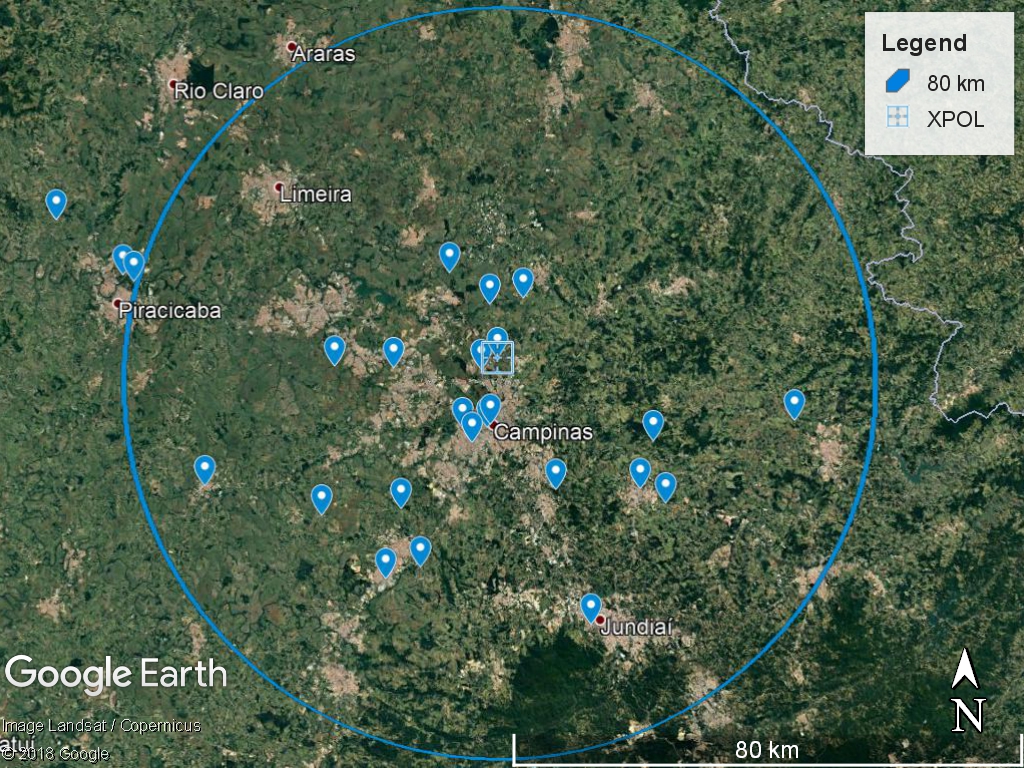 Araras
Rio Claro
Legend
80 km
XPOL
Limeira
Piracicaba
Campinas
Jundiaí
Google Earth
N
Image Landsat / Copernicus
atuí
© 2018 Google
80 km